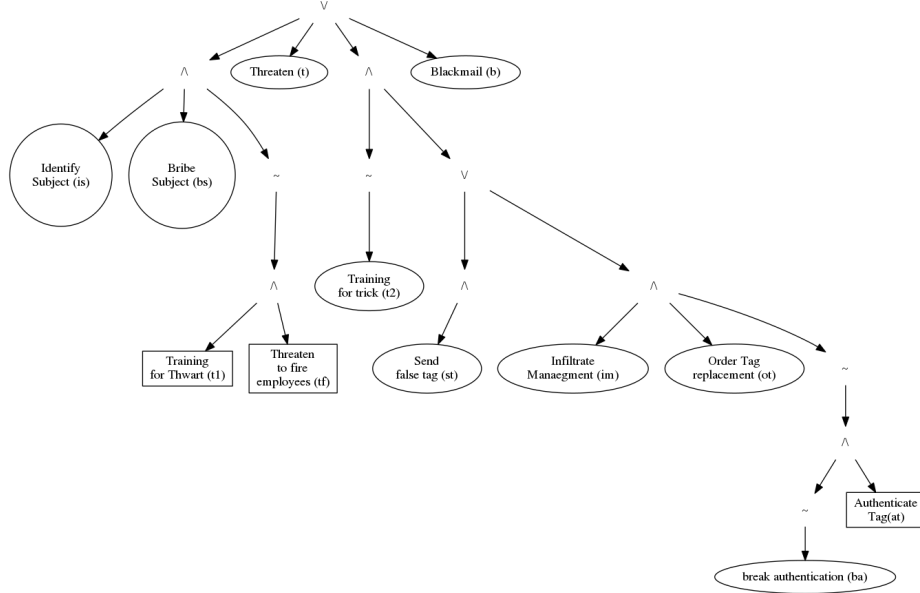 ∨
∧
Threaten (t)
∧
Blackmail (b)
Identify
Subject (is)
Bribe
Subject (bs)
~
~
∨
∧
Training
for trick (t2)
∧
∧
Training
for Thwart (t1)
Threaten
to fire
employees (tf)
Send
false tag (st)
Infiltrate
Manaegment (im)
Order Tag
replacement (ot)
~
∧
~
Authenticate
Tag(at)
break authentication (ba)